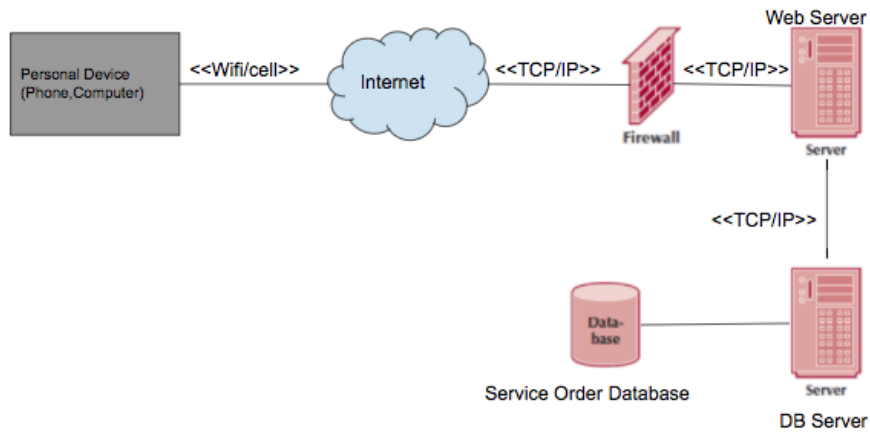 Web Server
Personal Device
(Phone,Computer)
<<Wifi/cell>>
Internet
<<TCP/IP>>
<<TCP/IP>>
Firewall
Server
<<TCP/IP>>
Data-
base
Service Order Database
Server
DB Server